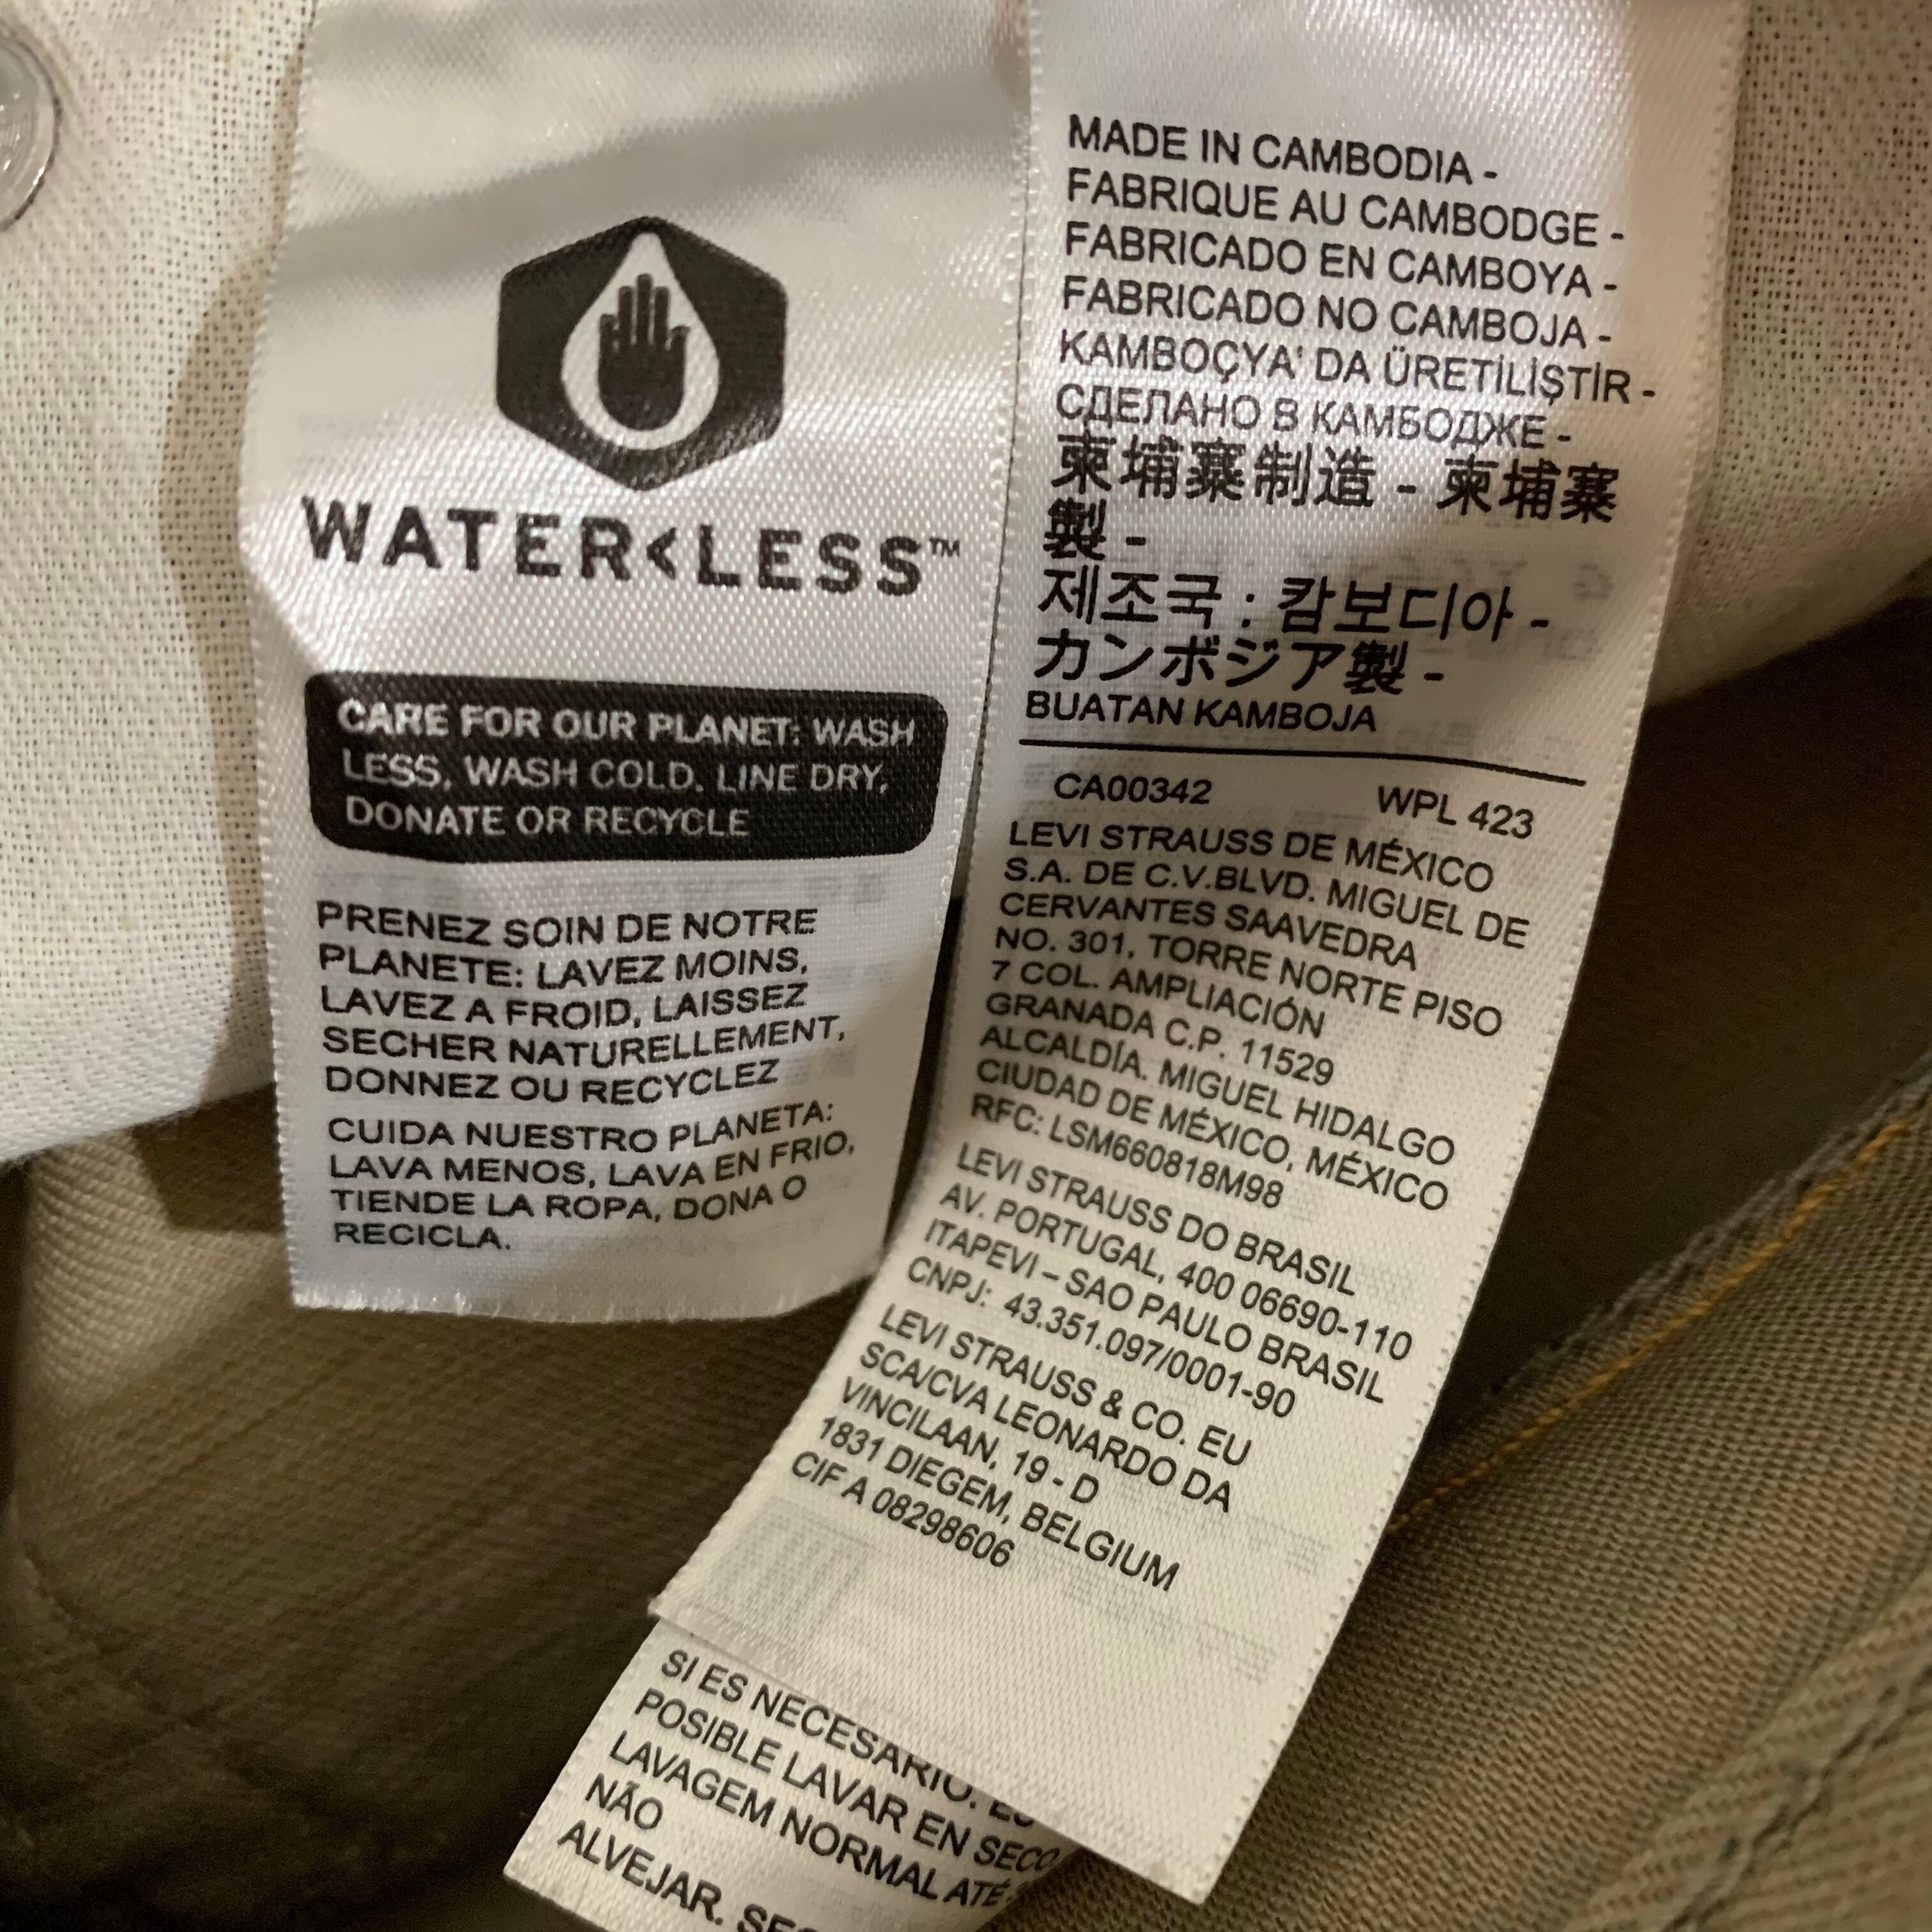 WATER<LESS™
CARE FOR OUR PLANET: WASH
LESS, WASH COLD, LINE DRY,
DONATE OR RECYCLE
PRENEZ SOIN DE NOTRE
PLANETE: LAVEZ MOINS,
LAVEZ A FROID, LAISSEZ
SECHER NATURELLEMENT,
DONNEZ OU RECYCLEZ
CUIDA NUESTRO PLANETA:
LAVA MENOS, LAVA EN FRIO,
TIENDE LA ROPA, DONA O
RECICLA.
MADE IN CAMBODIA -
FABRIQUE AU CAMBODGE -
FABRICADO EN CAMBOYA -
FABRICADO NO CAMBOJA -
KAMBOÇYA' DA ÜRETİLİŞTİR -
СДЕЛАНО В КАМБОДЖЕ -
柬埔寨制造 - 柬埔寨
製 -
제조국 : 캄보디아 -
カンボジア製 -
BUATAN KAMBOJA
CA00342 WPL 423
LEVI STRAUSS DE MÉXICO
S.A. DE C.V.BLVD. MIGUEL DE
CERVANTES SAAVEDRA
NO. 301, TORRE NORTE PISO
7 COL. AMPLIACIÓN
GRANADA C.P. 11529
ALCALDÍA. MIGUEL HIDALGO
CIUDAD DE MÉXICO, MÉXICO
RFC: LSM660818M98
LEVI STRAUSS DO BRASIL
AV. PORTUGAL, 400 06690-110
ITAPEVI – SAO PAULO BRASIL
CNPJ: 43.351.097/0001-90
LEVI STRAUSS & CO. EU
SCA/CVA LEONARDO DA
VINCILAAN, 19 - D
1831 DIEGEM, BELGIUM
CIF A 08298606
SI ES NECESARIO.
POSIBLE LAVAR EN SECO
LAVAGEM NORMAL ATÉ
NÃO
ALVEJAR.